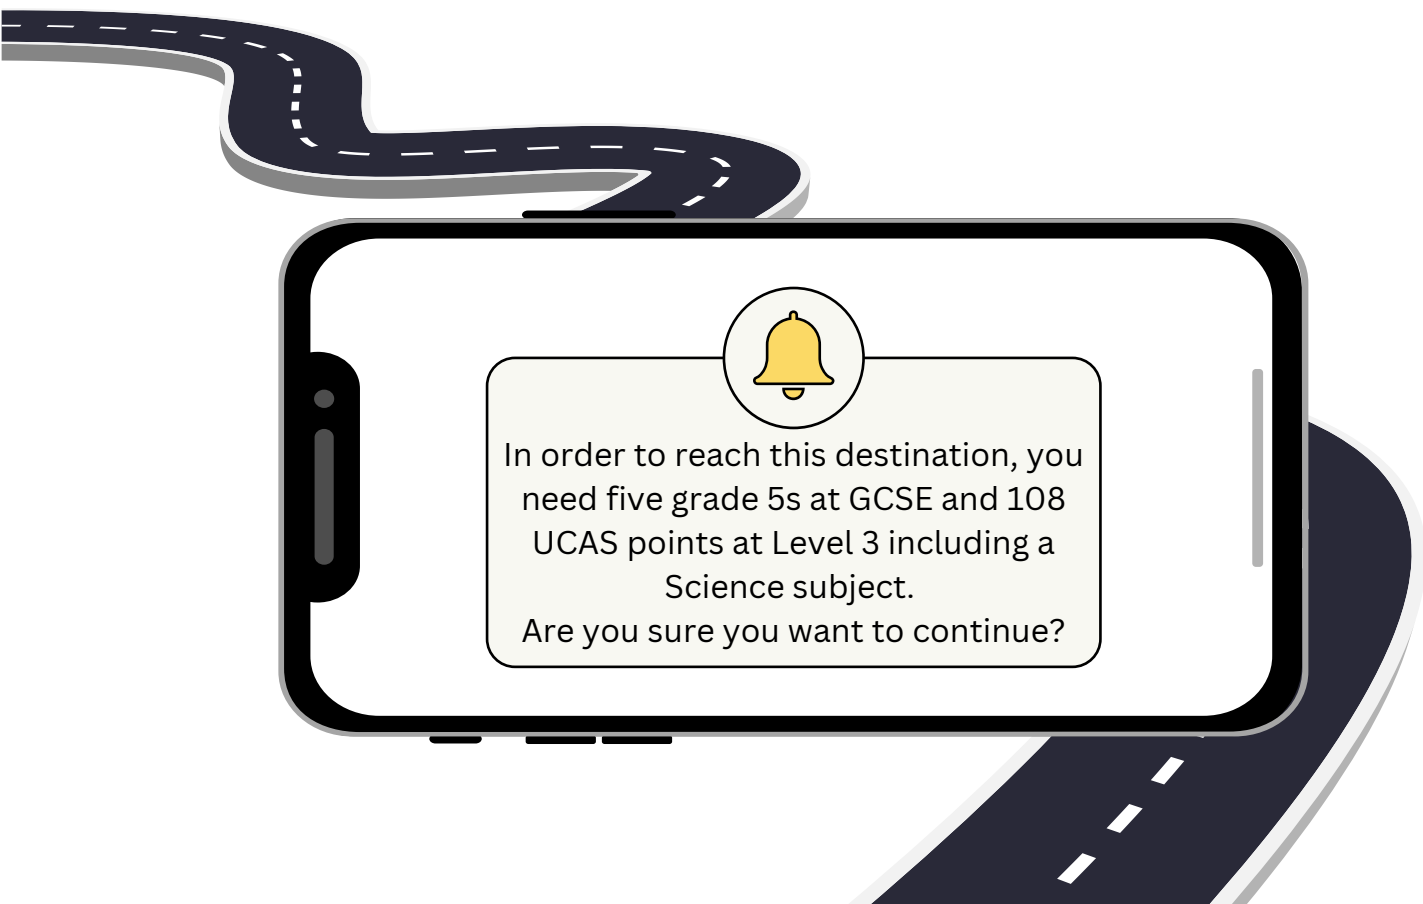 In order to reach this destination, you
need five grade 5s at GCSE and 108
UCAS points at Level 3 including a
Science subject.
Are you sure you want to continue?